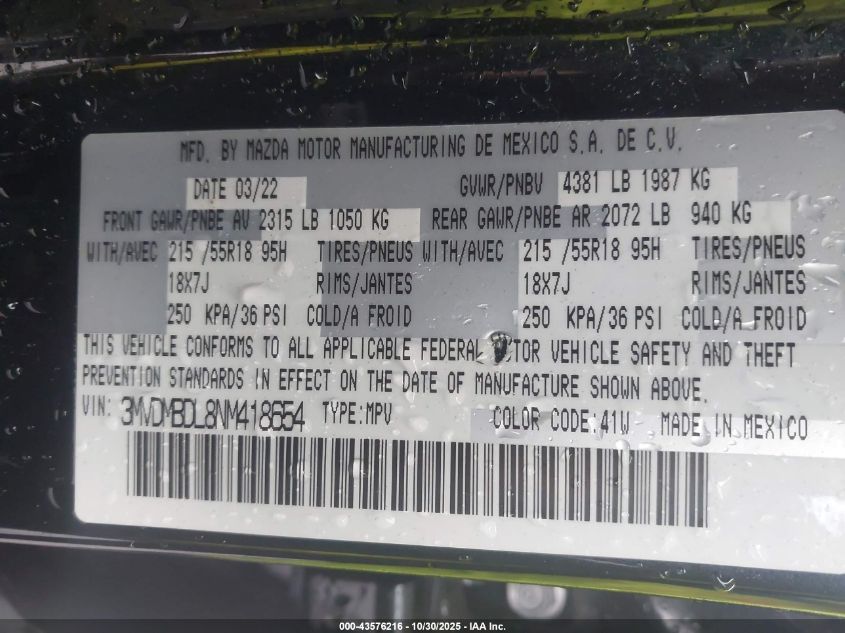 MFD. BY MAZDA MOTOR MANUFACTURING DE MEXICO S.A. DE C.V.
DATE 03/22 GVWR/PNBV 4381 LB 1987 KG
FRONT GAWR/PNBE AV 2315 LB 1050 KG REAR GAWR/PNBE AR 2072 LB 940 KG
WITH/AVEC 215 /55R18 95H TIRES/PNEUS WITH/AVEC 215 /55R18 95H TIRES/PNEUS
18X7J RIMS/JANTES 18X7J RIMS/JANTES
250 KPA/36 PSI COLD/A FROID 250 KPA/36 PSI COLD/A FROID
THIS VEHICLE CONFORMS TO ALL APPLICABLE FEDERAL VEHICLE SAFETY AND THEFT
PREVENTION STANDARDS IN EFFECT ON THE DATE OF MANUFACTURE SHOWN ABOVE.
VIN: 3MVDMBDL8NM418654 TYPE:MPV COLOR CODE:41W MADE IN MEXICO
000-43576216 - 10/30/2025 - IAA Inc.